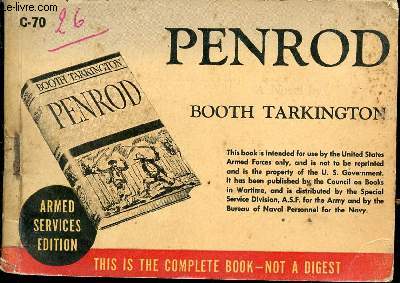 © le-livre.com
C-70
26
PENROD
BOOTH TARKINGTON
BOOTH TARKINGTON
PENROD
This book is intended for use by the United States
Armed Forces only, and is not to be reprinted
and is the property of the U. S. Government.
It has been published by the Council on Books
in Wartime, and is distributed by the Special
Service Division, A.S.F. for the Army and by the
Bureau of Naval Personnel for the Navy.
ARMED
SERVICES
EDITION
THIS IS THE COMPLETE BOOK—NOT A DIGEST